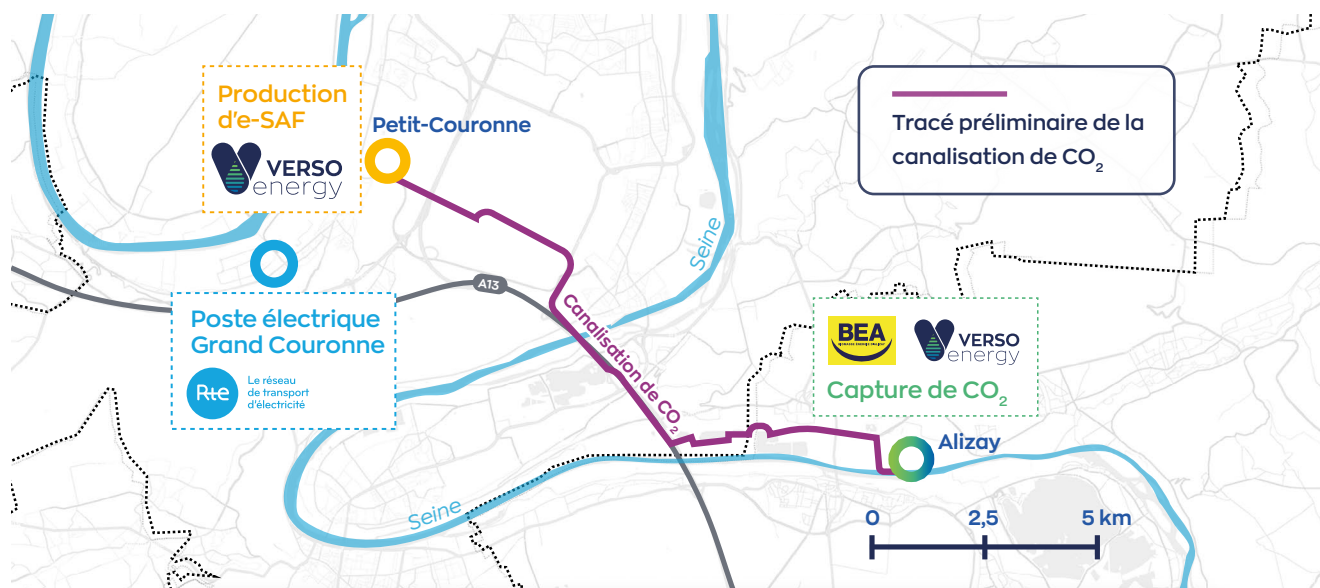 Production
d'e-SAF
VERSO
energy
Petit-Couronne
Tracé préliminaire de la
canalisation de CO₂
Seine
A13
Canalisation de CO₂
Poste électrique
Grand Couronne
Rte
Le réseau
de transport
d'électricité
BEA
VERSO
energy
Capture de CO₂
Alizay
Seine
0 2,5 5 km